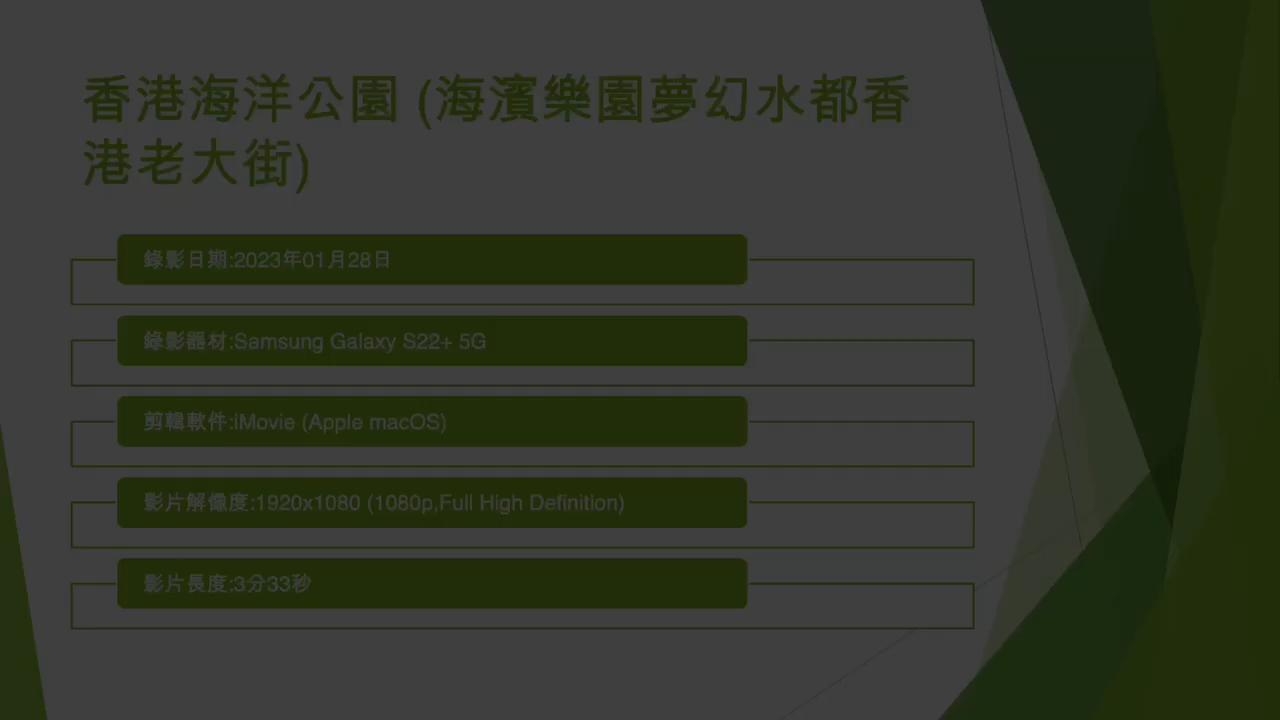 香港海洋公園 (海濱樂園夢幻水都香
港老大街)
錄影日期:2023年01月28日
錄影器材:Samsung Galaxy S22+ 5G
剪輯軟件:iMovie (Apple macOS)
影片解像度:1920x1080 (1080p,Full High Definition)
影片長度:3分33秒